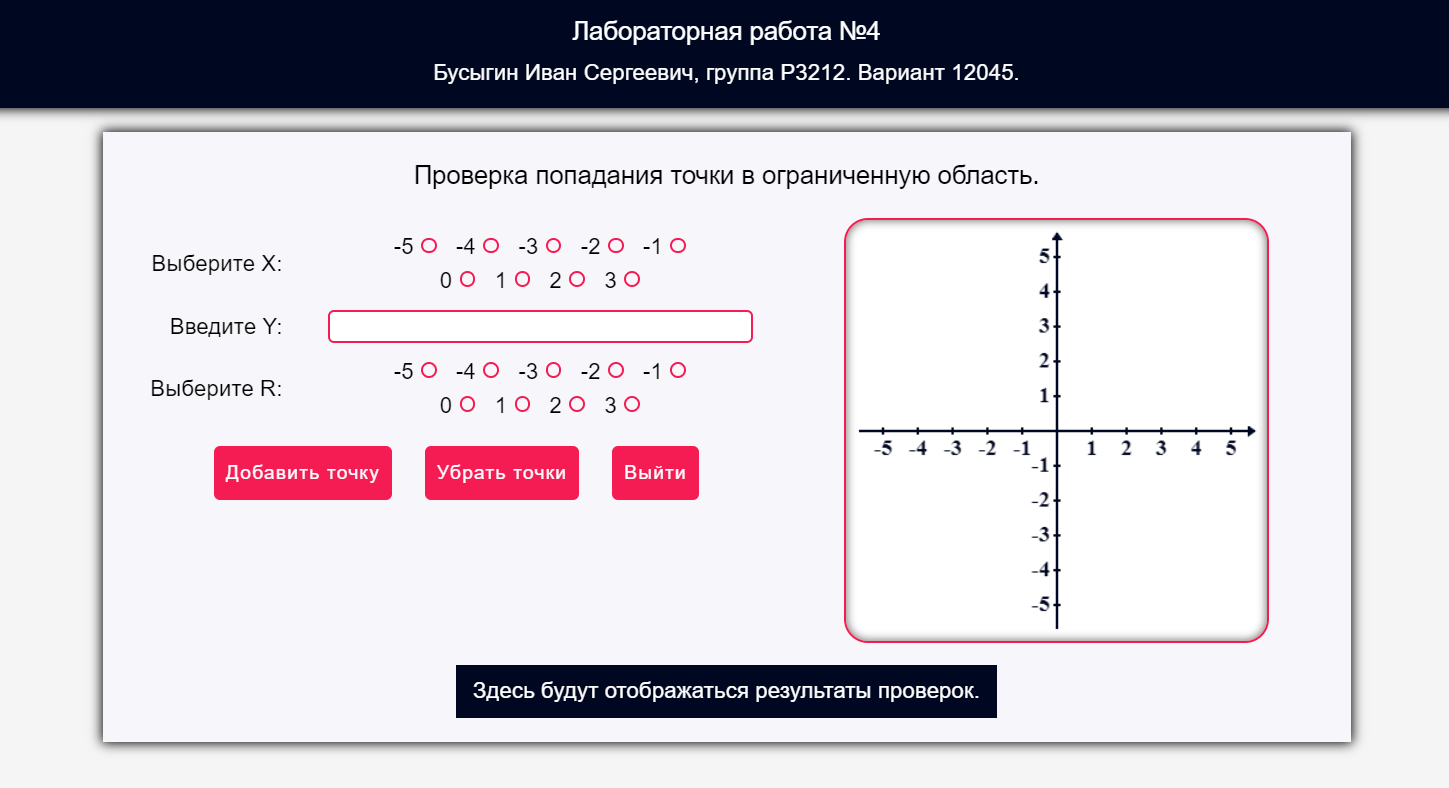 Лабораторная работа №4
Бусыгин Иван Сергеевич, группа P3212. Вариант 12045.
Проверка попадания точки в ограниченную область.
Выберите X:
-5 -4 -3 -2 -1
0 1 2 3
Введите Y:
Выберите R:
-5 -4 -3 -2 -1
0 1 2 3
Добавить точку Убрать точки Выйти
5
4
3
2
1
-5 -4 -3 -2 -1 1 2 3 4 5
-1
-2
-3
-4
-5
Здесь будут отображаться результаты проверок.